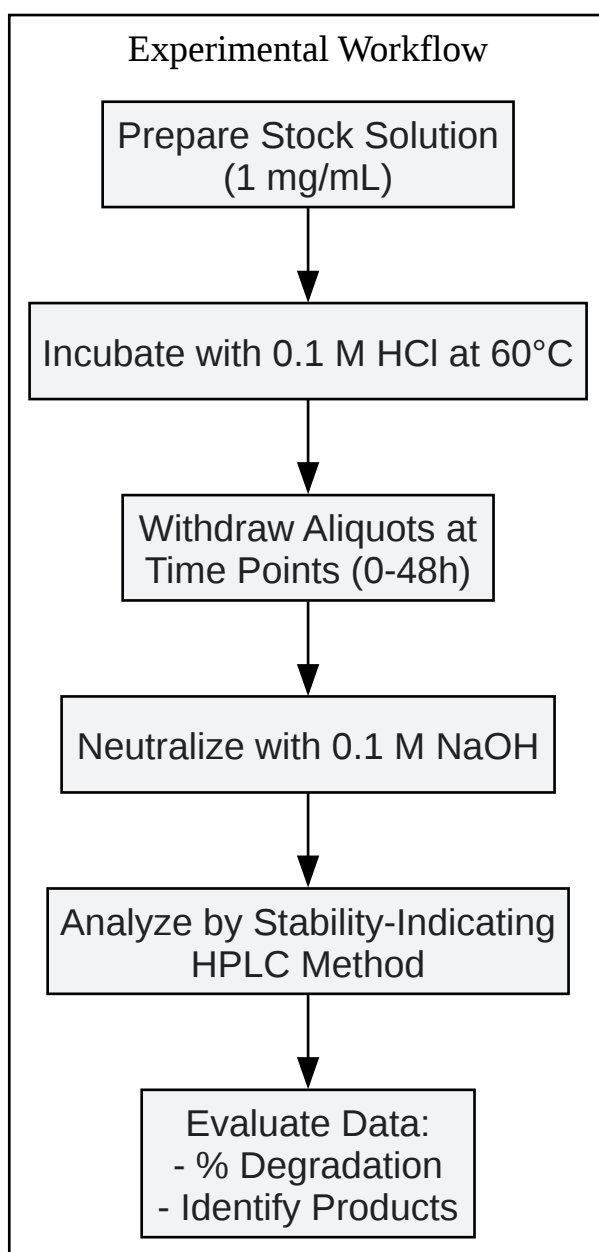 Experimental Workflow
Prepare Stock Solution
(1 mg/mL)
Incubate with 0.1 M HCl at 60°C
Withdraw Aliquots at
Time Points (0-48h)
Neutralize with 0.1 M NaOH
Analyze by Stability-Indicating
HPLC Method
Evaluate Data:
- % Degradation
- Identify Products